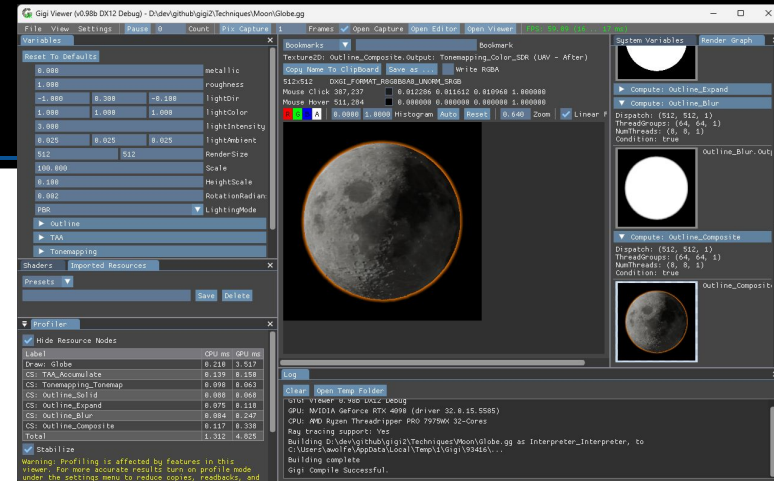 Gigi Viewer (v0.98b DX12 Debug) - D:\dev\github\gigi2\Techniques\Moon\Globe.gg
File View Settings Pause 0 Count Pix Capture 1 Frames Open Capture Open Editor Open Viewer
Variables
Reset To Defaults
0.000 metallic
1.000 roughness
-1.000 0.300 -0.100 lightDir
1.000 1.000 1.000 lightColor
3.000 lightIntensity
0.025 0.025 0.025 lightAmbient
512 512 RenderSize
100.000 Scale
0.100 HeightScale
0.002 RotationRadian
PBR LightingMode
Outline
TAA
Tonemapping
Shaders Imported Resources
Presets
Save Delete
Profiler
Hide Resource Nodes
Label CPU ms GPU ms
Draw: Globe 0.210 3.517
CS: TAA_Accumulate 0.139 0.150
CS: Tonemapping_Tonemap 0.098 0.063
CS: Outline_Solid 0.080 0.060
CS: Outline_Expand 0.075 0.110
CS: Outline_Blur 0.084 0.247
CS: Outline_Composite 0.117 0.330
Total 1.312 4.025
Stabilize
Warning: Profiling is affected by features in this
viewer. For more accurate results turn on profile mode
under the settings menu to reduce copies, readbacks, and
Bookmarks Bookmark
Texture2D: Outline_Composite.Output: Tonemapping_Color_SDR (UAV - After)
Copy Name To ClipBoard Save as ... Write RGBA
512x512 DXGI_FORMAT_R8G8B8A8_UNORM_SRGB
Mouse Click 387,237 0.012286 0.011612 0.010960 1.000000
Mouse Hover 511,284 0.000000 0.000000 0.000000 1.000000
R G B A 0.0000 1.0000 Histogram Auto Reset 0.640 Zoom Linear
Log
Clear Open Temp Folder
Gigi Viewer 0.98b DX12 Debug
GPU: NVIDIA GeForce RTX 4090 (driver 32.0.15.5585)
CPU: AMD Ryzen Threadripper PRO 7975WX 32-Cores
Ray tracing support: Yes
Building D:\dev\github\gigi2\Techniques\Moon\Globe.gg as Interpreter_Interpreter, to
C:\Users\awolfe\AppData\Local\Temp\1\Gigi\93416\...
Building complete
Gigi Compile Successful.
System Variables Render Graph
Compute: Outline_Expand
Compute: Outline_Blur
Dispatch: (512, 512, 1)
ThreadGroups: (64, 64, 1)
NumThreads: (8, 8, 1)
Condition: true
Outline_Blur.Out
Compute: Outline_Composite
Dispatch: (512, 512, 1)
ThreadGroups: (64, 64, 1)
NumThreads: (8, 8, 1)
Condition: true
Outline_Composit